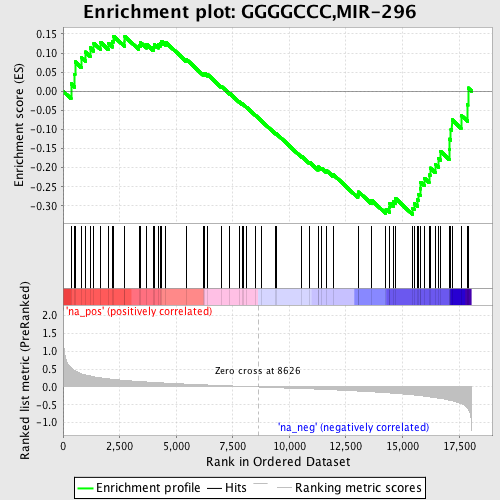 Enrichment plot: GGGGCCC,MIR-296
Enrichment score (ES)
0.15
0.10
0.05
0.00
-0.05
-0.10
-0.15
-0.20
-0.25
-0.30
'na_pos' (positively correlated)
Ranked list metric (PreRanked)
2.0
1.5
1.0
0.5
0.0
-0.5
-1.0
Zero cross at 8626
'na_neg' (negatively correlated)
0 2,500 5,000 7,500 10,000 12,500 15,000 17,500
Rank in Ordered Dataset
Enrichment profile Hits Ranking metric scores